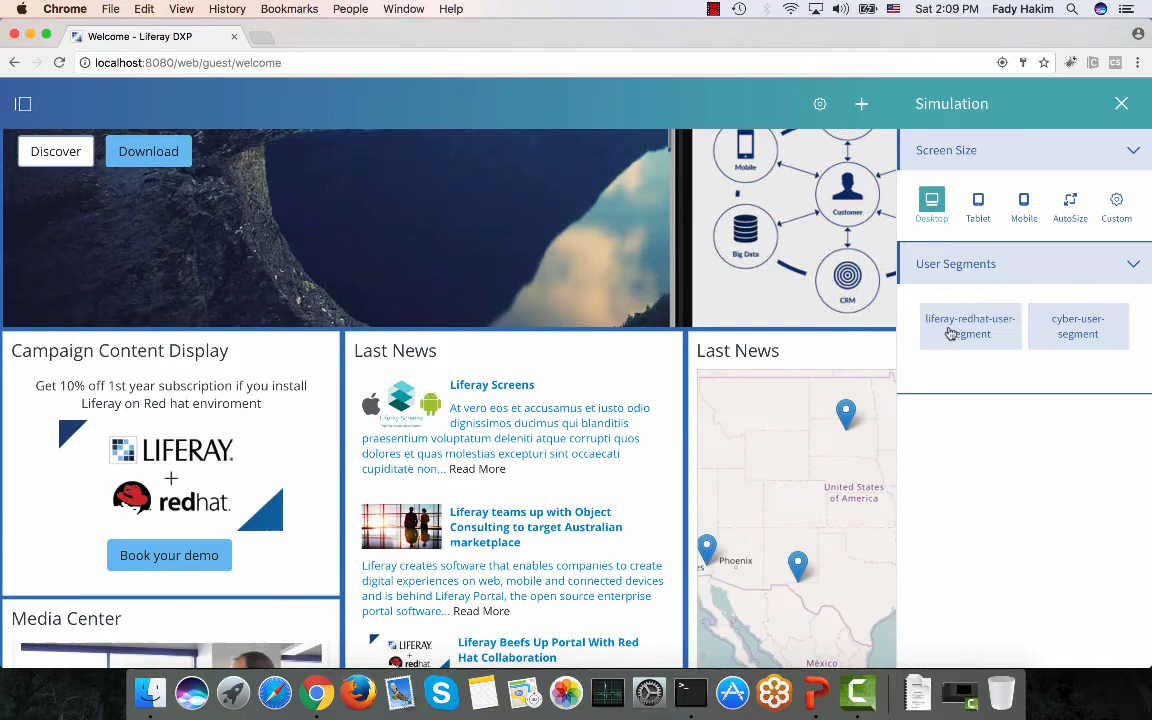 Chrome File Edit View History Bookmarks People Window Help Sat 2:09 PM Fady Hakim
Welcome - Liferay DXP
localhost:8080/web/guest/welcome
Simulation
Discover Download
Mobile
Customer
Big Data
CRM
Screen Size
Desktop Tablet Mobile AutoSize Custom
User Segments
liferay-redhat-user-
segment
cyber-user-
segment
Campaign Content Display
Get 10% off 1st year subscription if you install
Liferay on Red hat enviroment
LIFERAY.
+
redhat.
Book your demo
Media Center
Last News
Liferay Screens
Liferay Screens
At vero eos et accusamus et iusto odio
dignissimos ducimus qui blanditiis
praesentium voluptatum deleniti atque corrupti quos
dolores et quas molestias excepturi sint occaecati
cupiditate non... Read More
Liferay teams up with Object
Consulting to target Australian
marketplace
Liferay creates software that enables companies to create
digital experiences on web, mobile and connected devices
and is behind Liferay Portal, the open source enterprise
portal software... Read More
LIFERAY.
+
redhat.
Liferay Beefs Up Portal With Red
Hat Collaboration
Last News
United States
of America
es
Phoenix
México